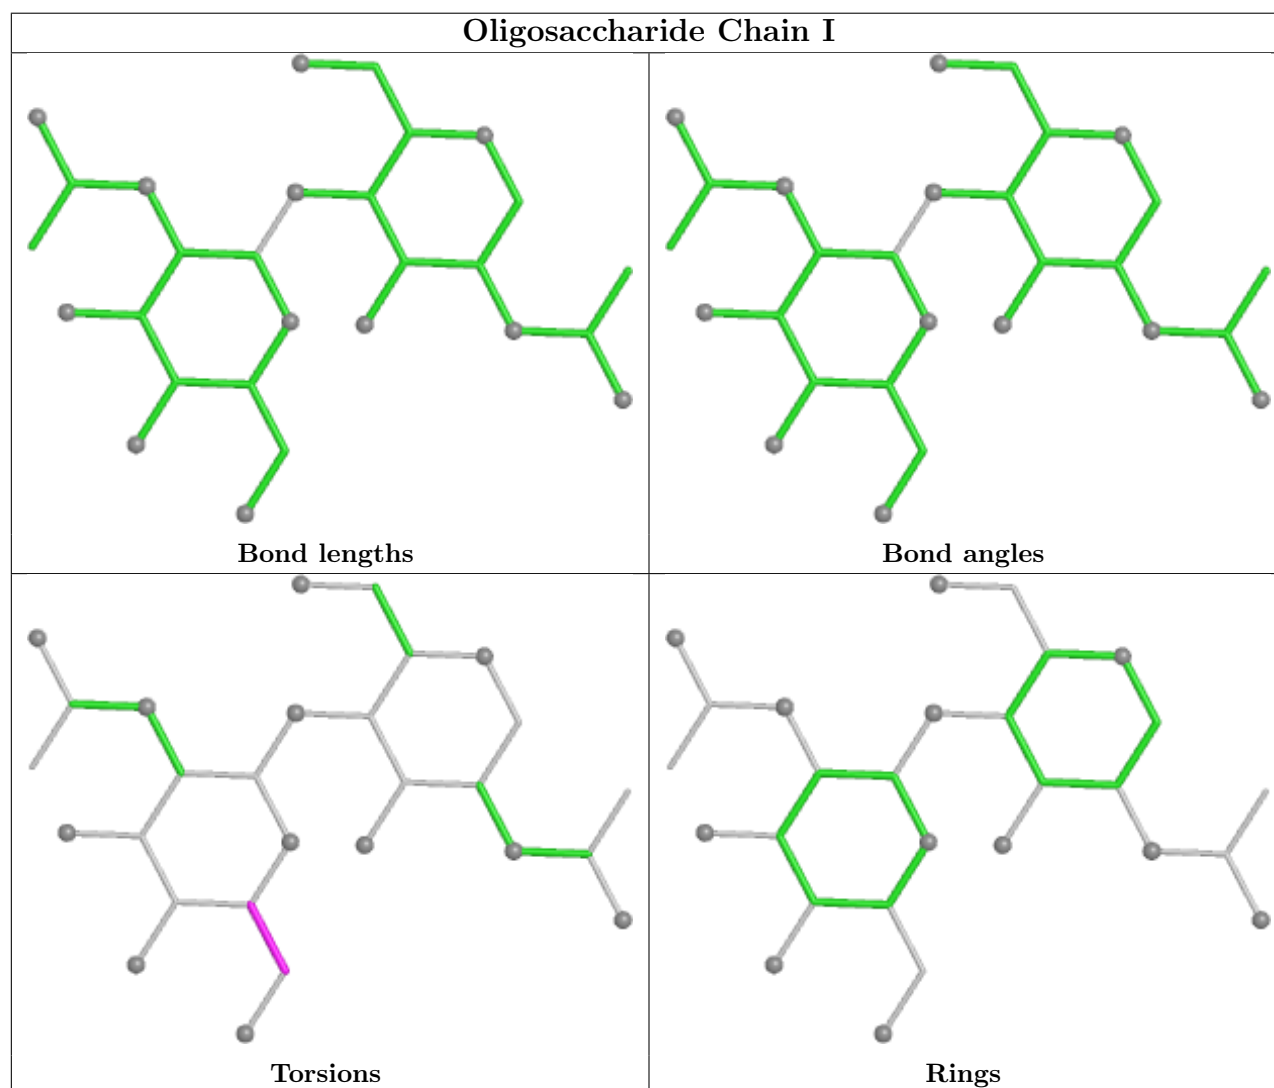 Oligosaccharide Chain I
Bond lengths
Bond angles
Torsions
Rings